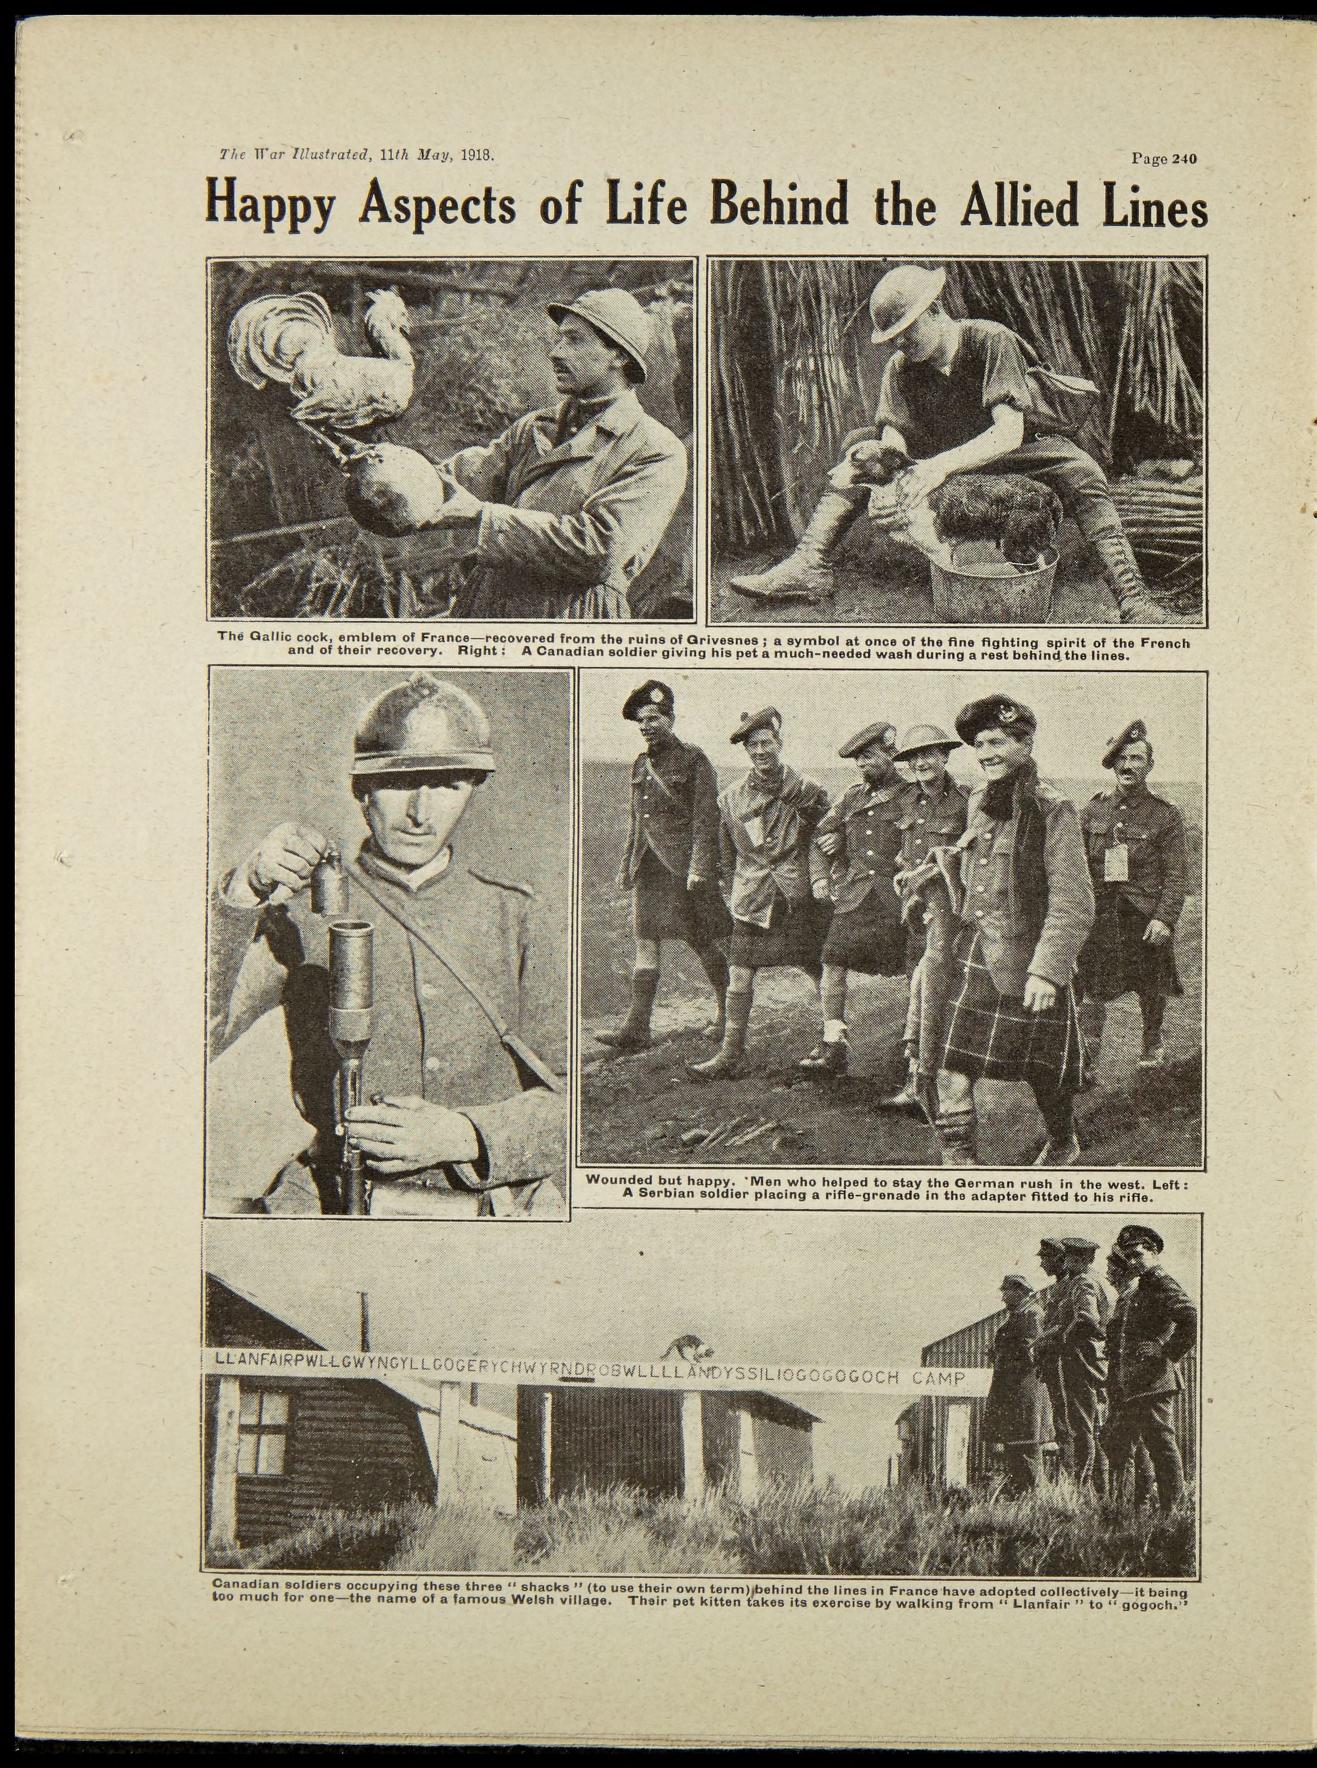 The War Illustrated, 11th May, 1918.
Page 240
Happy Aspects of Life Behind the Allied Lines
The Gallic cock, emblem of France—recovered from the ruins of Grivesnes ; a symbol at once of the fine fighting spirit of the French
and of their recovery. Right : A Canadian soldier giving his pet a much-needed wash during a rest behind the lines.
Wounded but happy. 'Men who helped to stay the German rush in the west. Left :
A Serbian soldier placing a rifle-grenade in the adapter fitted to his rifle.
LLANFAIRPWLLGWYNGYLLGOGERYCHWYRNDROBWLLLLANDYSSILIOGOGOGOCH CAMP
Canadian soldiers occupying these three “ shacks ” (to use their own term) behind the lines in France have adopted collectively—it being
too much for one—the name of a famous Welsh village. Their pet kitten takes its exercise by walking from “ Llanfair ” to “ gogoch.”